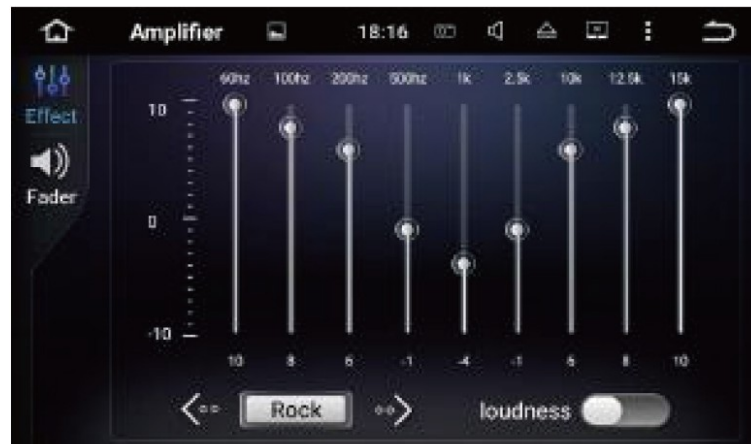 Amplifier 18:16
60hz 100hz 200hz 500hz 1k 2.5k 10k 12.5k 15k
Effect
10
Fader
0
-10
10 8 6 -1 -4 -1 6 8 10
Rock loudness